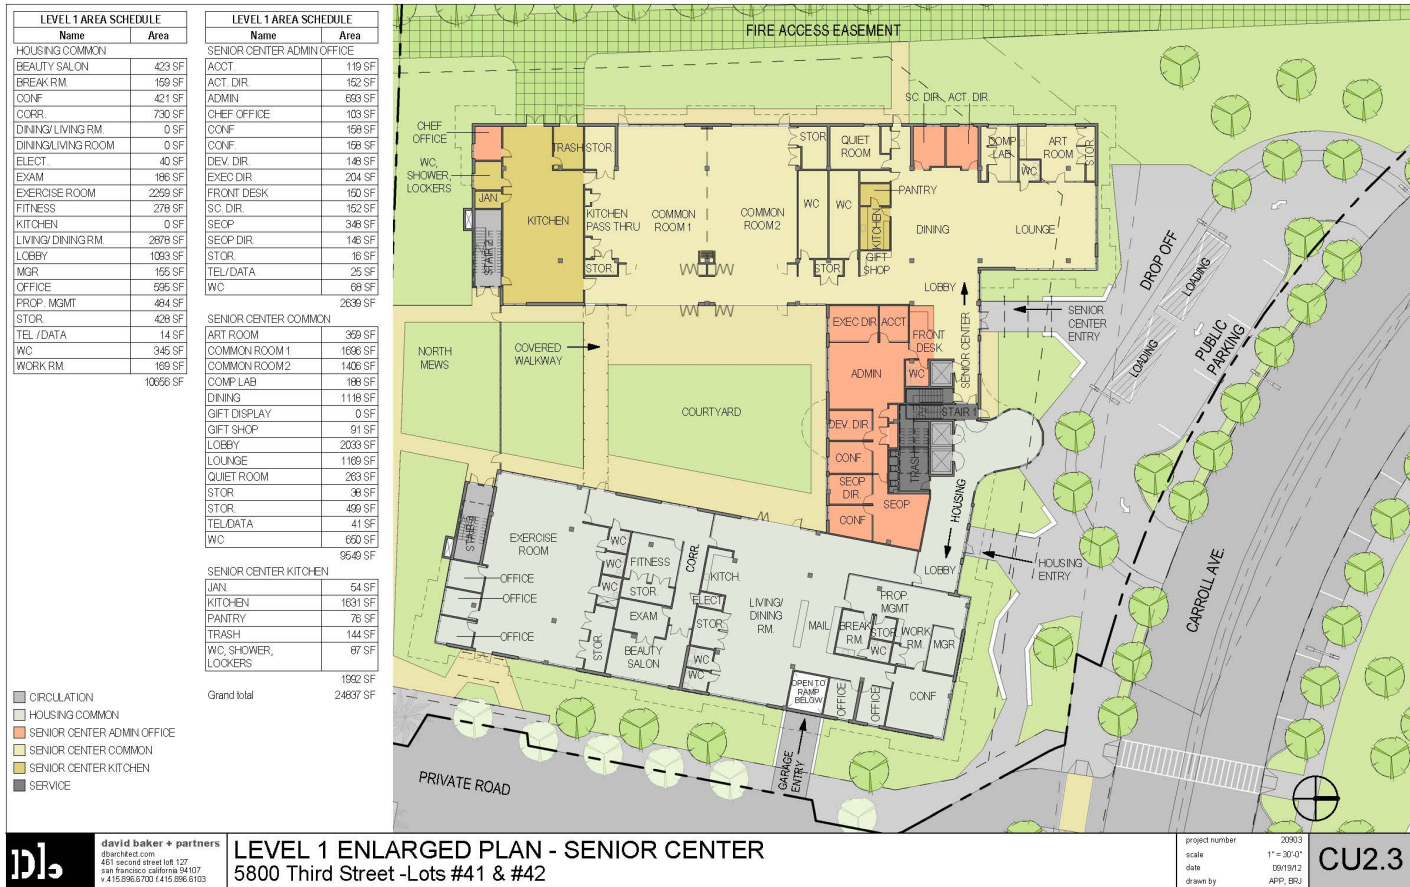 LEVEL 1 AREA SCHEDULE
Name Area
HOUSING COMMON
BEAUTY SALON 423 SF
BREAK RM. 159 SF
CONF 421 SF
CORR. 730 SF
DINING/ LIVING RM. 0 SF
DINING/LIVING ROOM 0 SF
ELECT. 40 SF
EXAM 186 SF
EXERCISE ROOM 2259 SF
FITNESS 278 SF
KITCHEN 0 SF
LIVING/ DINING RM. 2878 SF
LOBBY 1093 SF
MGR 155 SF
OFFICE 595 SF
PROP. MGMT 484 SF
STOR. 428 SF
TEL / DATA 14 SF
WC 345 SF
WORK RM. 169 SF
10656 SF
LEVEL 1 AREA SCHEDULE
Name Area
SENIOR CENTER ADMIN OFFICE
ACCT. 119 SF
ACT. DIR. 152 SF
ADMIN 693 SF
CHEF OFFICE 103 SF
CONF 158 SF
CONF. 158 SF
DEV. DIR. 148 SF
EXEC DIR 204 SF
FRONT DESK 150 SF
SC. DIR. 152 SF
SEOP 348 SF
SEOP DIR. 146 SF
STOR. 16 SF
TEL/DATA 25 SF
WC 68 SF
2639 SF
SENIOR CENTER COMMON
ART ROOM 359 SF
COMMON ROOM 1 1696 SF
COMMON ROOM 2 1406 SF
COMP LAB 188 SF
DINING 1118 SF
GIFT DISPLAY 0 SF
GIFT SHOP 91 SF
LOBBY 2033 SF
LOUNGE 1169 SF
QUIET ROOM 263 SF
STOR 38 SF
STOR. 499 SF
TEL/DATA 41 SF
WC 650 SF
9549 SF
SENIOR CENTER KITCHEN
JAN. 54 SF
KITCHEN 1631 SF
PANTRY 76 SF
TRASH 144 SF
WC, SHOWER, 87 SF
LOCKERS
1992 SF
Grand total 24837 SF
CIRCULATION
HOUSING COMMON
SENIOR CENTER ADMIN OFFICE
SENIOR CENTER COMMON
SENIOR CENTER KITCHEN
SERVICE
FIRE ACCESS EASEMENT
SC. DIR. ACT. DIR.
CHEF
OFFICE
WC,
SHOWER,
LOCKERS
JAN
STAIR 2
KITCHEN
TRASH
STOR.
KITCHEN
PASS THRU
STOR.
COMMON
ROOM 1
COMMON
ROOM 2
STOR
QUIET
ROOM
WC
WC
STOR.
PANTRY
KITCHEN
GIFT
SHOP
DINING
COMP
LAB
WC
ART
ROOM
STOR.
LOUNGE
LOBBY
SENIOR CENTER
SENIOR
CENTER
ENTRY
DROP OFF
LOADING
LOADING
PUBLIC
PARKING
CARROLL AVE.
NORTH
MEWS
COVERED
WALKWAY
COURTYARD
EXEC DIR
ACCT
FRONT
DESK
ADMIN
WC
STAIR 1
DEV. DIR
CONF.
TRASH
SEOP
DIR.
SEOP
CONF
HOUSING
LOBBY
HOUSING
ENTRY
STAIR 3
EXERCISE
ROOM
OFFICE
OFFICE
OFFICE
WC
WC
WC
FITNESS
STOR.
EXAM
STOR.
BEAUTY
SALON
CORR.
KITCH.
ELECT.
STOR.
WC
WC
LIVING/
DINING
RM.
MAIL
PROP.
MGMT
BREAK
RM.
STOR
WC
WORK
RM.
MGR
OPEN TO
RAMP
BELOW
OFFICE
OFFICE
CONF
GARAGE
ENTRY
PRIVATE ROAD
Db
david baker + partners
dbarchitect.com
461 second street loft 127
san francisco california 94107
v.415.896.6700 f.415.896.6103
LEVEL 1 ENLARGED PLAN - SENIOR CENTER
5800 Third Street -Lots #41 & #42
project number 20903
scale 1" = 30'-0"
date 09/19/12
drawn by APP, BRJ
CU2.3